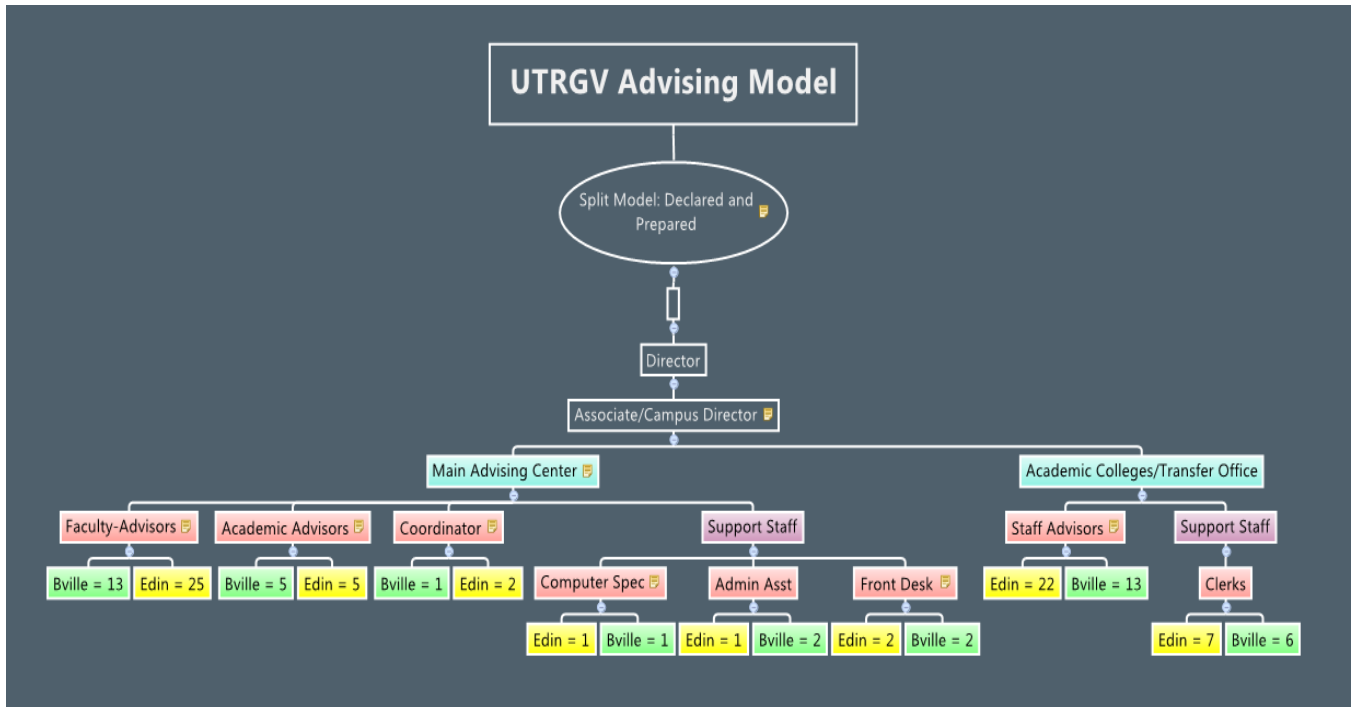 UTRGV Advising Model
Split Model: Declared and
Prepared
Director
Associate/Campus Director
Main Advising Center
Academic Colleges/Transfer Office
Faculty-Advisors
Academic Advisors
Coordinator
Support Staff
Staff Advisors
Support Staff
Bville = 13
Edin = 25
Bville = 5
Edin = 5
Bville = 1
Edin = 2
Computer Spec
Admin Asst
Front Desk
Edin = 22
Bville = 13
Clerks
Edin = 1
Bville = 1
Edin = 1
Bville = 2
Edin = 2
Bville = 2
Edin = 7
Bville = 6